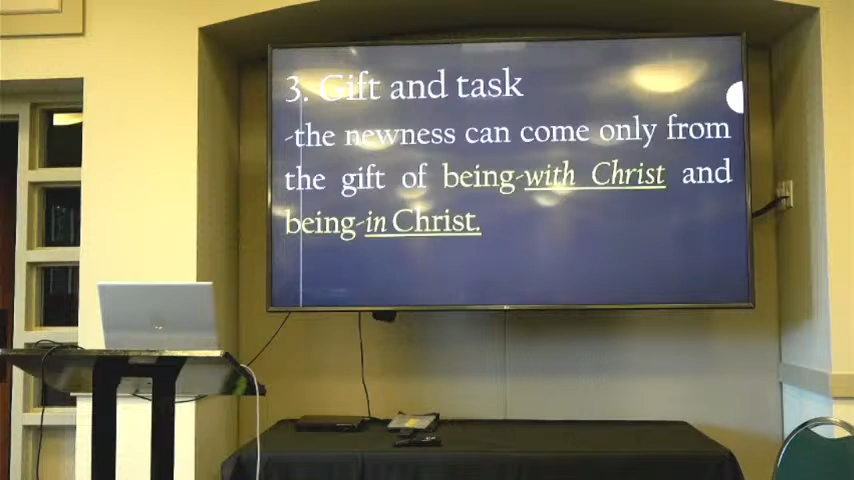 3. Gift and task
-the newness can come only from
the gift of being-with Christ and
being-in Christ.